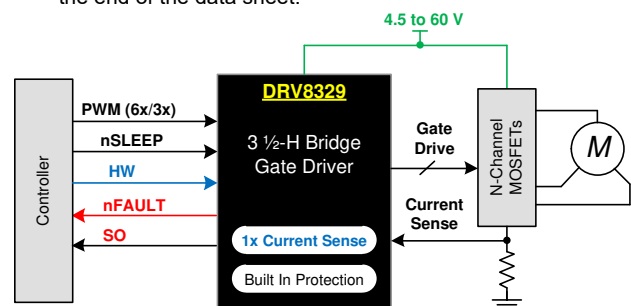 the end of the data sheet.
4.5 to 60 V
DRV8329
3 ½-H Bridge
Gate Driver
1x Current Sense
Built In Protection
Controller
PWM (6x/3x)
nSLEEP
HW
nFAULT
SO
Gate
Drive
Current
Sense
N-Channel
MOSFETs
M